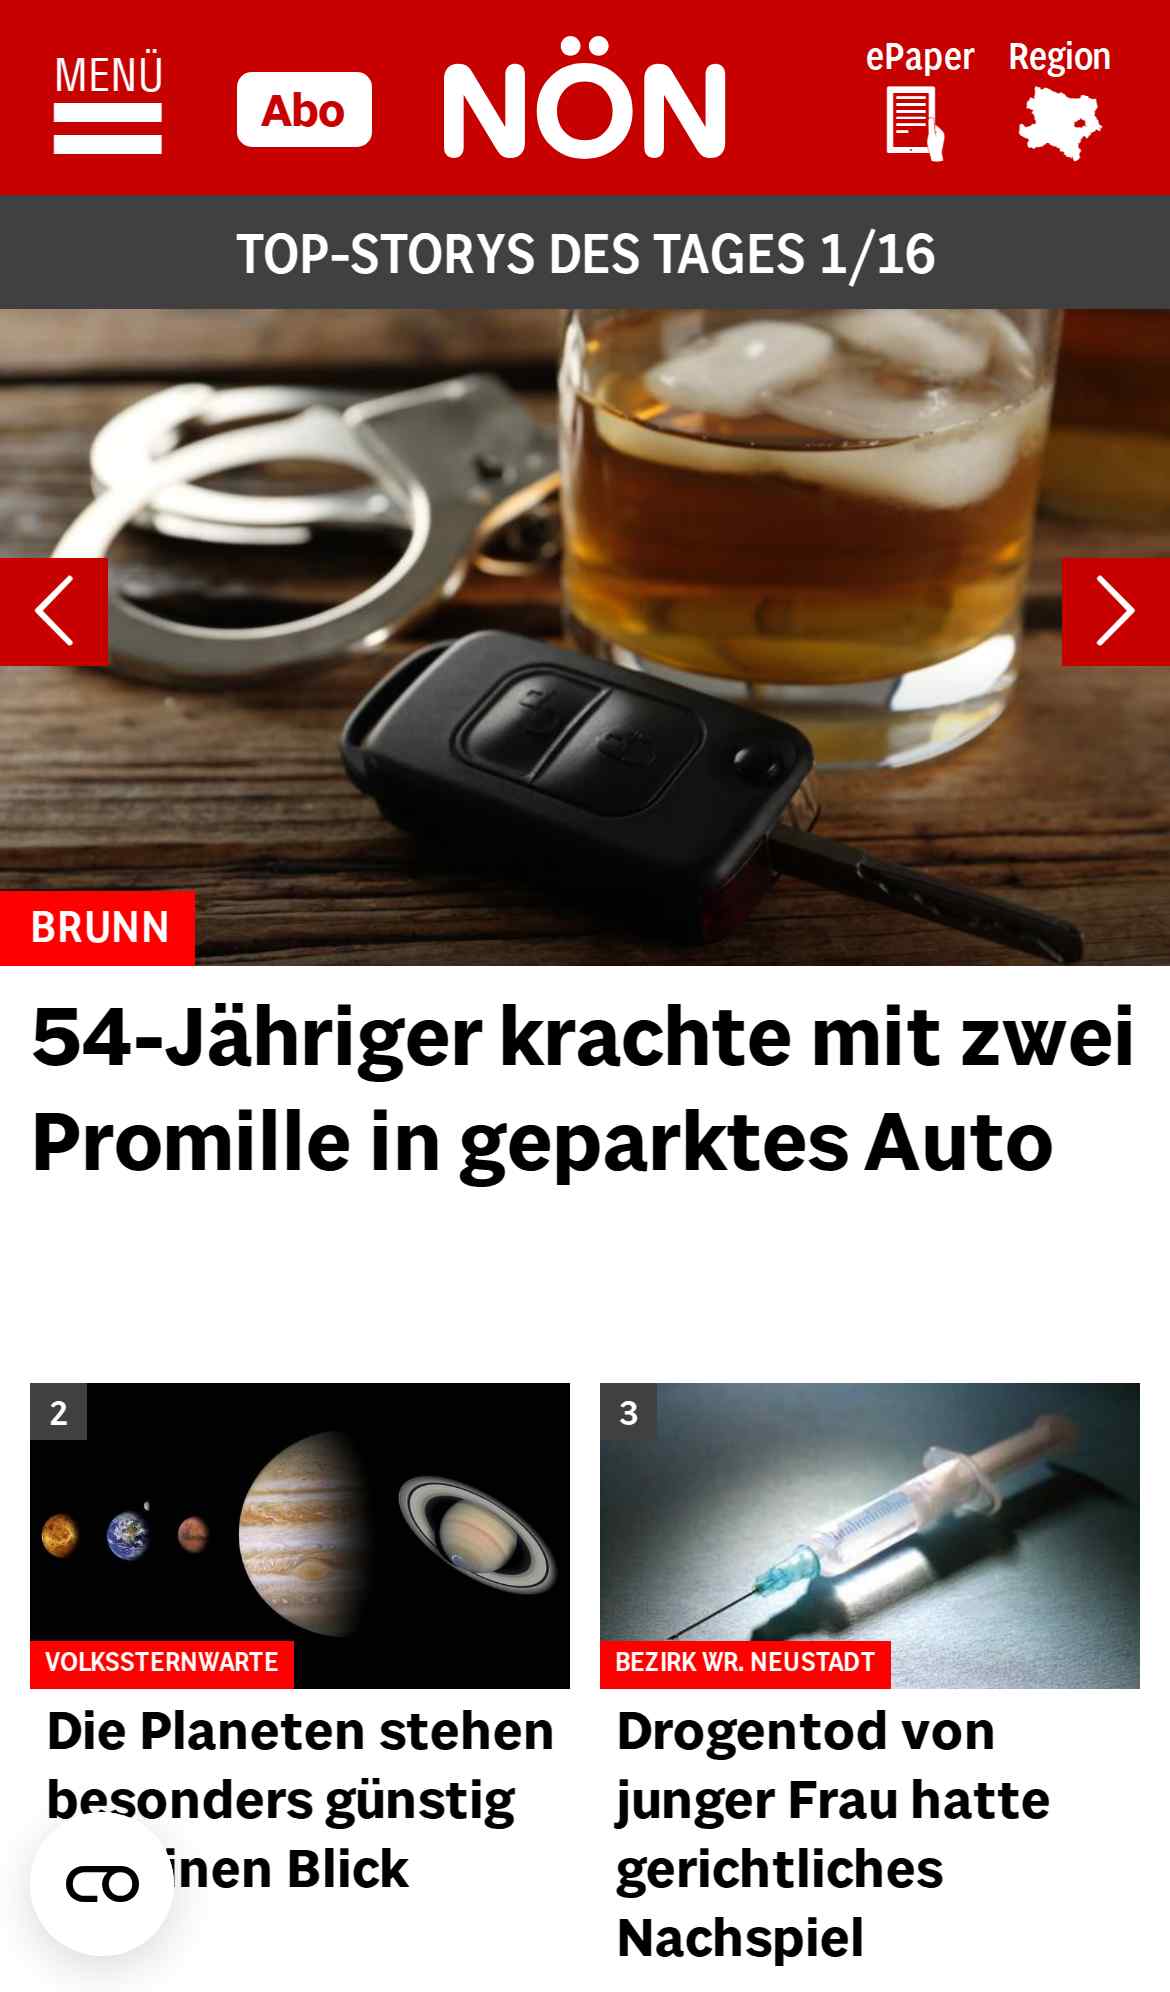 MENÜ
Abo
NÖN
ePaper
Region
TOP-STORYS DES TAGES 1/16
BRUNN
54-Jähriger krachte mit zwei
Promille in geparktes Auto
2
VOLKSSTERNWARTE
Die Planeten stehen
besonders günstig
inen Blick
3
BEZIRK WR. NEUSTADT
Drogentod von
junger Frau hatte
gerichtliches
Nachspiel